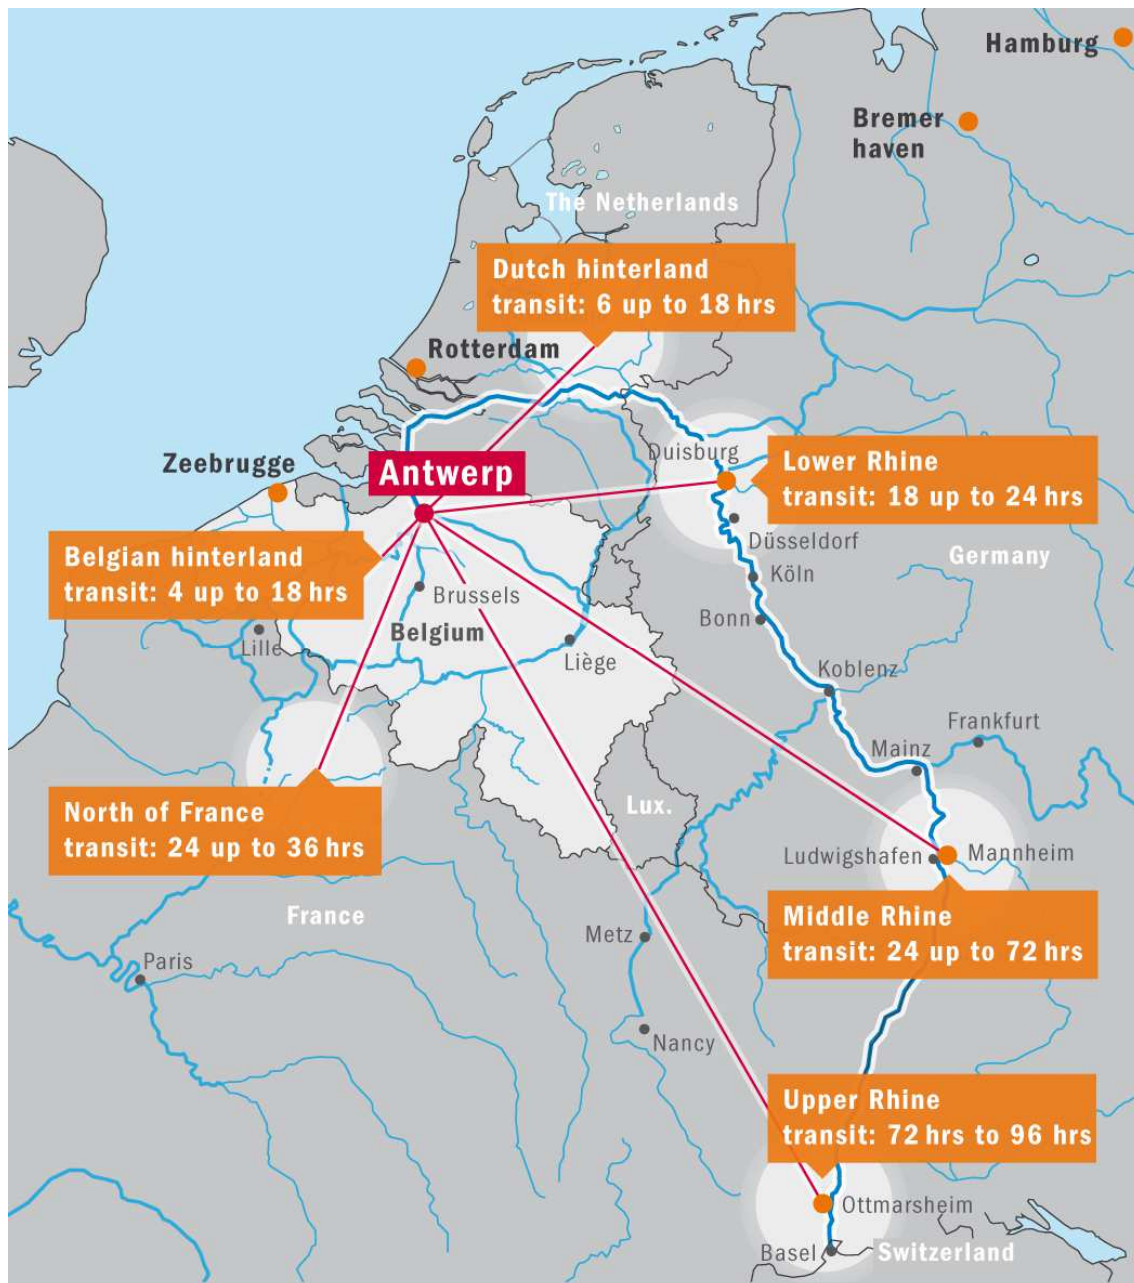 Hamburg
Bremer
haven
The Netherlands
Dutch hinterland
transit: 6 up to 18 hrs
Rotterdam
Duisburg
Zeebrugge
Antwerp
Lower Rhine
transit: 18 up to 24 hrs
Düsseldorf
Germany
Belgian hinterland
transit: 4 up to 18 hrs
Köln
Brussels
Bonn
Belgium
Lille
Liège
Koblenz
Frankfurt
Mainz
North of France
transit: 24 up to 36 hrs
Lux.
Ludwigshafen
Mannheim
France
Middle Rhine
transit: 24 up to 72 hrs
Metz
Paris
Nancy
Upper Rhine
transit: 72 hrs to 96 hrs
Ottmarsheim
Basel
Switzerland